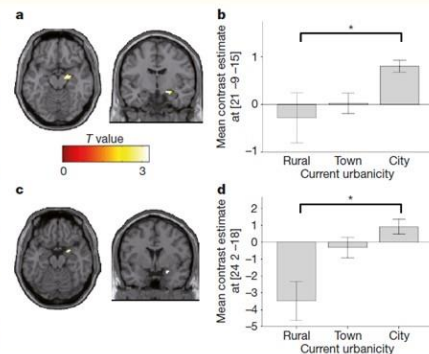 a
T value
0 3
b
*
Mean contrast estimate
at [21 –9 –15]
1
0
–1
Rural Town City
Current urbanicity
c
d
*
Mean contrast estimate
at [24 2 –18]
2
1
0
–1
–2
–3
–4
–5
Rural Town City
Current urbanicity